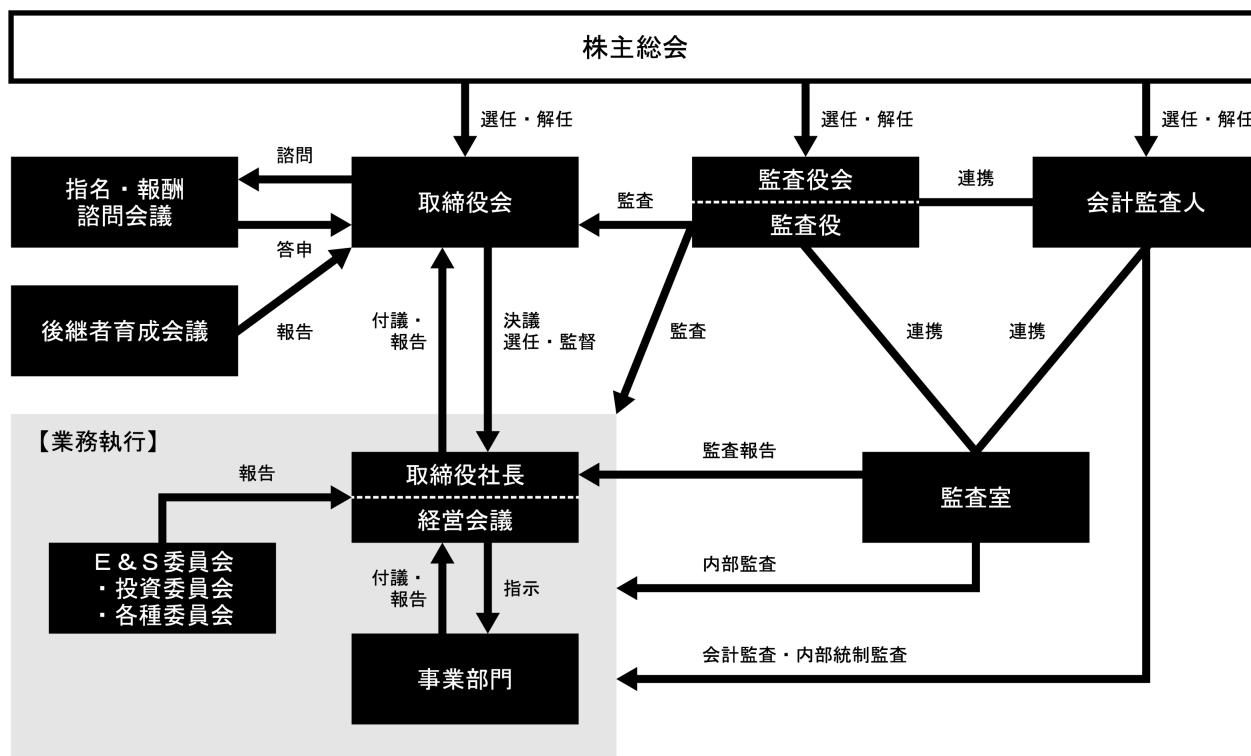 株主総会
選任・解任
選任・解任
選任・解任
指名・報酬
諮問会議
諮問
答申
取締役会
監査
監査役会
監査役
連携
会計監査人
後継者育成会議
報告
付議・
報告
決議
選任・監督
監査
連携
連携
【業務執行】
報告
取締役社長
経営会議
監査報告
監査室
E&S委員会
・投資委員会
・各種委員会
付議・
報告
指示
内部監査
事業部門
会計監査・内部統制監査